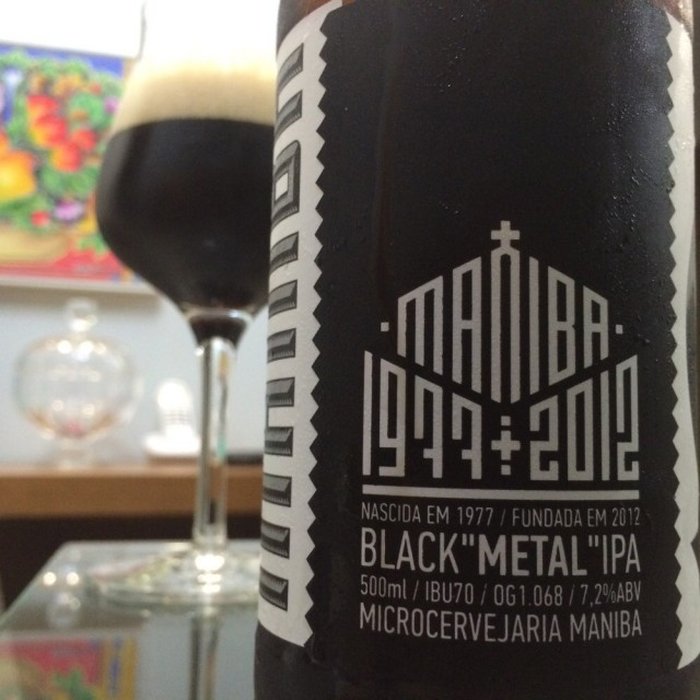 ·MANIBA·
1977+2012
NASCIDA EM 1977 / FUNDADA EM 2012
BLACK"METAL"IPA
500ml / IBU70 / OG1.068 / 7,2%ABV
MICROCERVEJARIA MANIBA